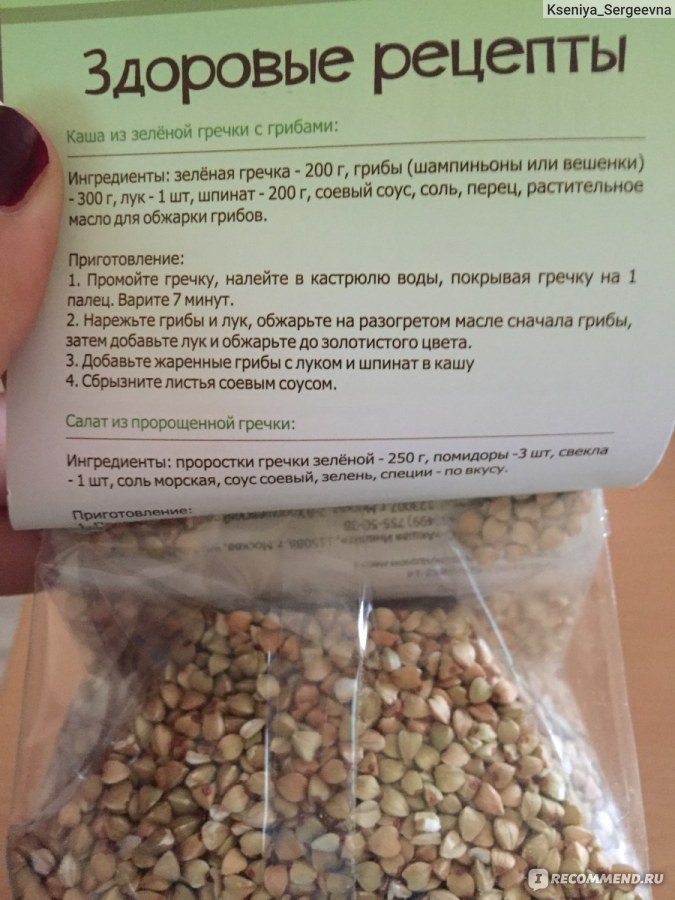 Kseniya_Sergeevna
Здоровые рецепты
Каша из зелёной гречки с грибами:
Ингредиенты: зелёная гречка - 200 г, грибы (шампиньоны или вешенки)
- 300 г, лук - 1 шт, шпинат - 200 г, соевый соус, соль, перец, растительное
масло для обжарки грибов.
Приготовление:
1. Промойте гречку, налейте в кастрюлю воды, покрывая гречку на 1
палец. Варите 7 минут.
2. Нарежьте грибы и лук, обжарьте на разогретом масле сначала грибы,
затем добавьте лук и обжарьте до золотистого цвета.
3. Добавьте жаренные грибы с луком и шпинат в кашу
4. Сбрызните листья соевым соусом.
Салат из пророщенной гречки:
Ингредиенты: проростки гречки зелёной - 250 г, помидоры -3 шт, свекла
- 1 шт, соль морская, соус соевый, зелень, специи - по вкусу.
Приготовление:
IRECOMMEND.RU